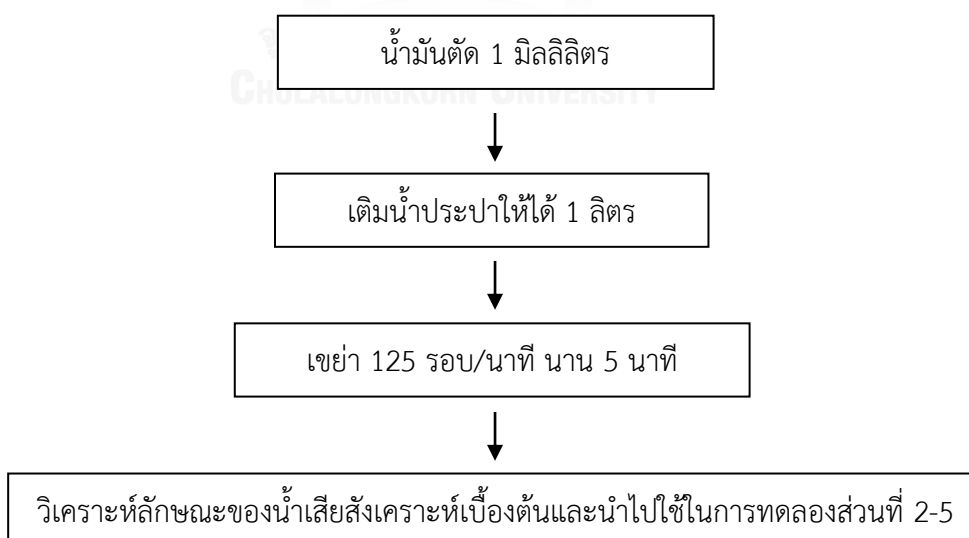 น้ำมันตัด 1 มิลลิลิตร
CHULALONGKORN UNIVERSITY
เติมน้ำประปาให้ได้ 1 ลิตร
เขย่า 125 รอบ/นาที นาน 5 นาที
วิเคราะห์ลักษณะของน้ำเสียสังเคราะห์เบื้องต้นและนำไปใช้ในการทดลองส่วนที่ 2-5